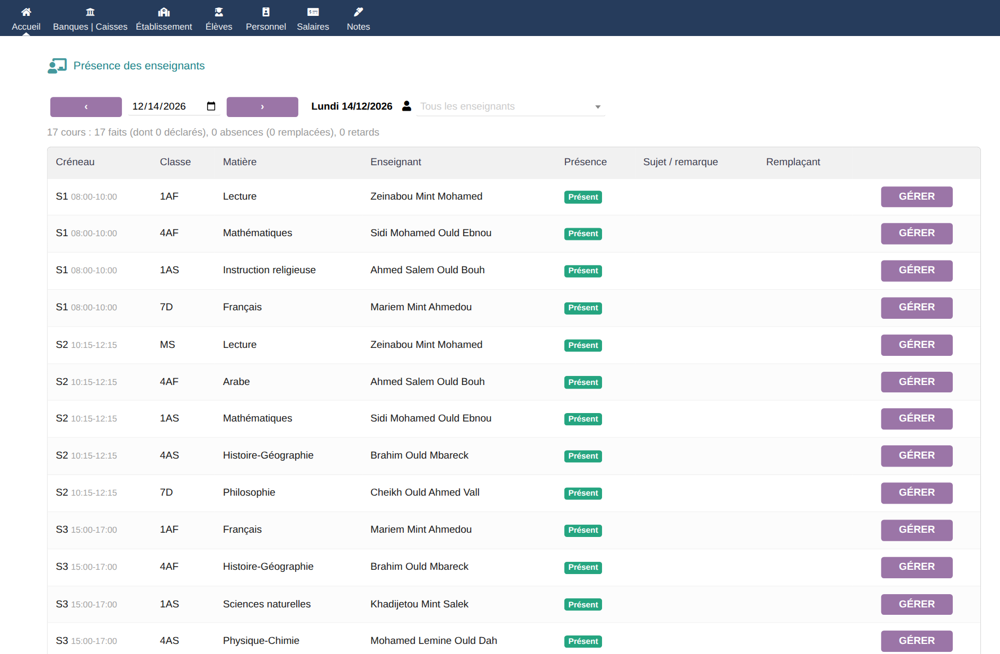 Accueil Banques | Caisses Établissement Élèves Personnel Salaires Notes
Présence des enseignants
‹ 12/14/2026 › Lundi 14/12/2026 Tous les enseignants
17 cours : 17 faits (dont 0 déclarés), 0 absences (0 remplacées), 0 retards
Créneau Classe Matière Enseignant Présence Sujet / remarque Remplaçant
S1 08:00-10:00 1AF Lecture Zeinabou Mint Mohamed Présent GÉRER
S1 08:00-10:00 4AF Mathématiques Sidi Mohamed Ould Ebnou Présent GÉRER
S1 08:00-10:00 1AS Instruction religieuse Ahmed Salem Ould Bouh Présent GÉRER
S1 08:00-10:00 7D Français Mariem Mint Ahmedou Présent GÉRER
S2 10:15-12:15 MS Lecture Zeinabou Mint Mohamed Présent GÉRER
S2 10:15-12:15 4AF Arabe Ahmed Salem Ould Bouh Présent GÉRER
S2 10:15-12:15 1AS Mathématiques Sidi Mohamed Ould Ebnou Présent GÉRER
S2 10:15-12:15 4AS Histoire-Géographie Brahim Ould Mbareck Présent GÉRER
S2 10:15-12:15 7D Philosophie Cheikh Ould Ahmed Vall Présent GÉRER
S3 15:00-17:00 1AF Français Mariem Mint Ahmedou Présent GÉRER
S3 15:00-17:00 4AF Histoire-Géographie Brahim Ould Mbareck Présent GÉRER
S3 15:00-17:00 1AS Sciences naturelles Khadijetou Mint Salek Présent GÉRER
S3 15:00-17:00 4AS Physique-Chimie Mohamed Lemine Ould Dah Présent GÉRER